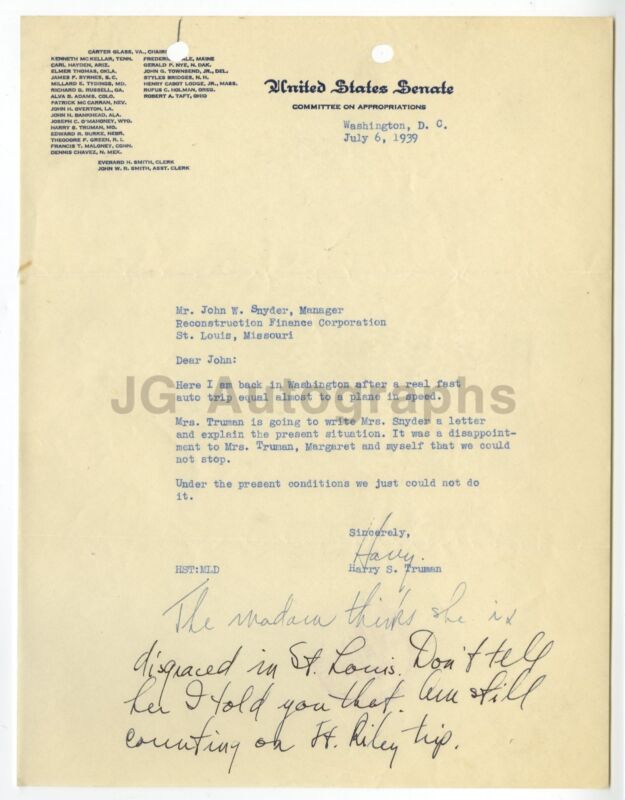 CARTER GLASS, VA., CHAIRM
KENNETH MC KELLAR, TENN.
CARL HAYDEN, ARIZ.
ELMER THOMAS, OKLA.
JAMES F. BYRNES, S. C.
MILLARD E. TYDINGS, MD.
RICHARD B. RUSSELL, GA.
ALVA B. ADAMS, COLO.
PATRICK MC CARRAN, NEV.
JOHN H. OVERTON, LA.
JOHN H. BANKHEAD, ALA.
JOSEPH C. O'MAHONEY, WYO.
HARRY S. TRUMAN, MO.
EDWARD R. BURKE, NEBR.
THEODORE F. GREEN, R. I.
FRANCIS T. MALONEY, CONN.
DENNIS CHAVEZ, N. MEX.
FREDERI LE, MAINE
GERALD P. NYE, N. DAK.
JOHN G. TOWNSEND, JR., DEL.
STYLES BRIDGES, N. H.
HENRY CABOT LODGE, JR., MASS.
RUFUS C. HOLMAN, OREG.
ROBERT A. TAFT, OHIO
EVERARD H. SMITH, CLERK
JOHN W. R. SMITH, ASST. CLERK
United States Senate
COMMITTEE ON APPROPRIATIONS
Washington, D. C.
July 6, 1939
Mr. John W. Snyder, Manager
Reconstruction Finance Corporation
St. Louis, Missouri
Dear John:
Here I am back in Washington after a real fast
auto trip equal almost to a plane in speed.
JG Autographs
Mrs. Truman is going to write Mrs. Snyder a letter
and explain the present situation. It was a disappoint-
ment to Mrs. Truman, Margaret and myself that we could
not stop.
Under the present conditions we just could not do
it.
Sincerely,
Harry.
HST:MLD
Harry S. Truman
The madam thinks she is
disgraced in St. Louis. Don't tell
her I told you that. Am still
counting on Ft. Riley trip.